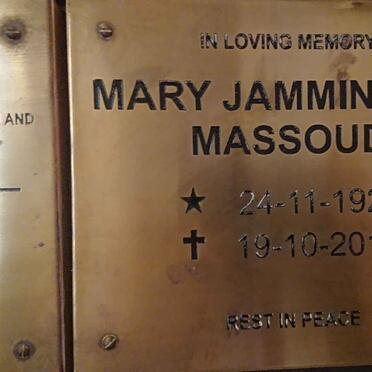 AND
IN LOVING MEMORY
MARY JAMMIN
MASSOUD
★ 24-11-192
✝ 19-10-201
REST IN PEACE